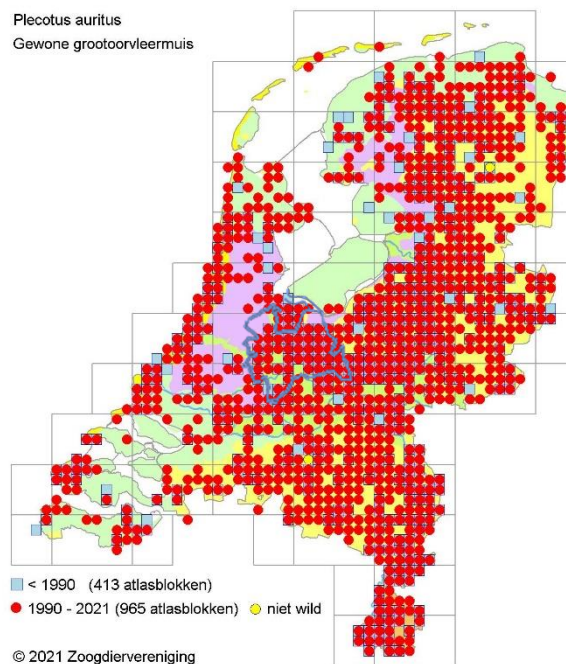 Plecotus auritus
Gewone grootoorvleermuis
< 1990 (413 atlasblokken)
1990 - 2021 (965 atlasblokken) niet wild
© 2021 Zoogdiervereniging